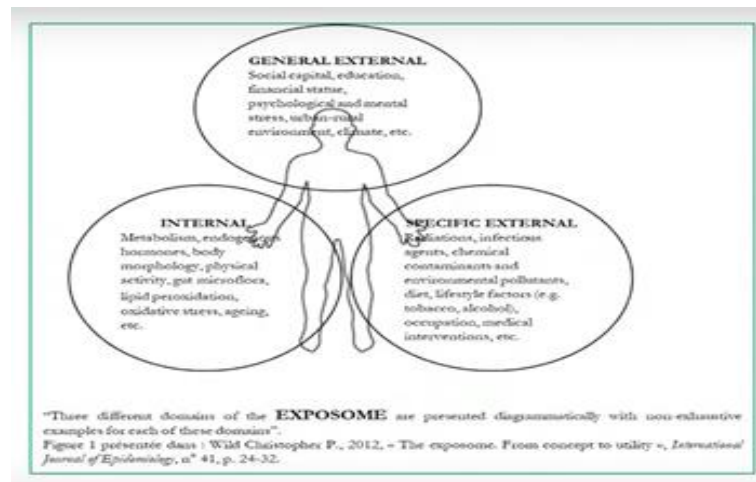 GENERAL EXTERNAL
Social capital, education,
financial statue,
psychological and mental
stress, urban-rural
environment, climate, etc.
INTERNAL
Metabolism, endogenous
hormones, body
morphology, physical
activity, gut microfloca,
lipid peroxidation,
oxidative stress, ageing,
etc.
SPECIFIC EXTERNAL
Radiations, infectious
agents, chemical
contaminants and
environmental pollutants,
diet, lifestyle factors (e.g.
tobacco, alcohol),
occupation, medical
interventions, etc.
"Three different domains of the EXPOSOME are presented diagrammatically with non-exhaustive
examples for each of these domains".
Figure 1 présentée dans : Wild Christopher P., 2012, « The exposome. From concept to utility », International
Journal of Epidemiology, n° 41, p. 24-32.